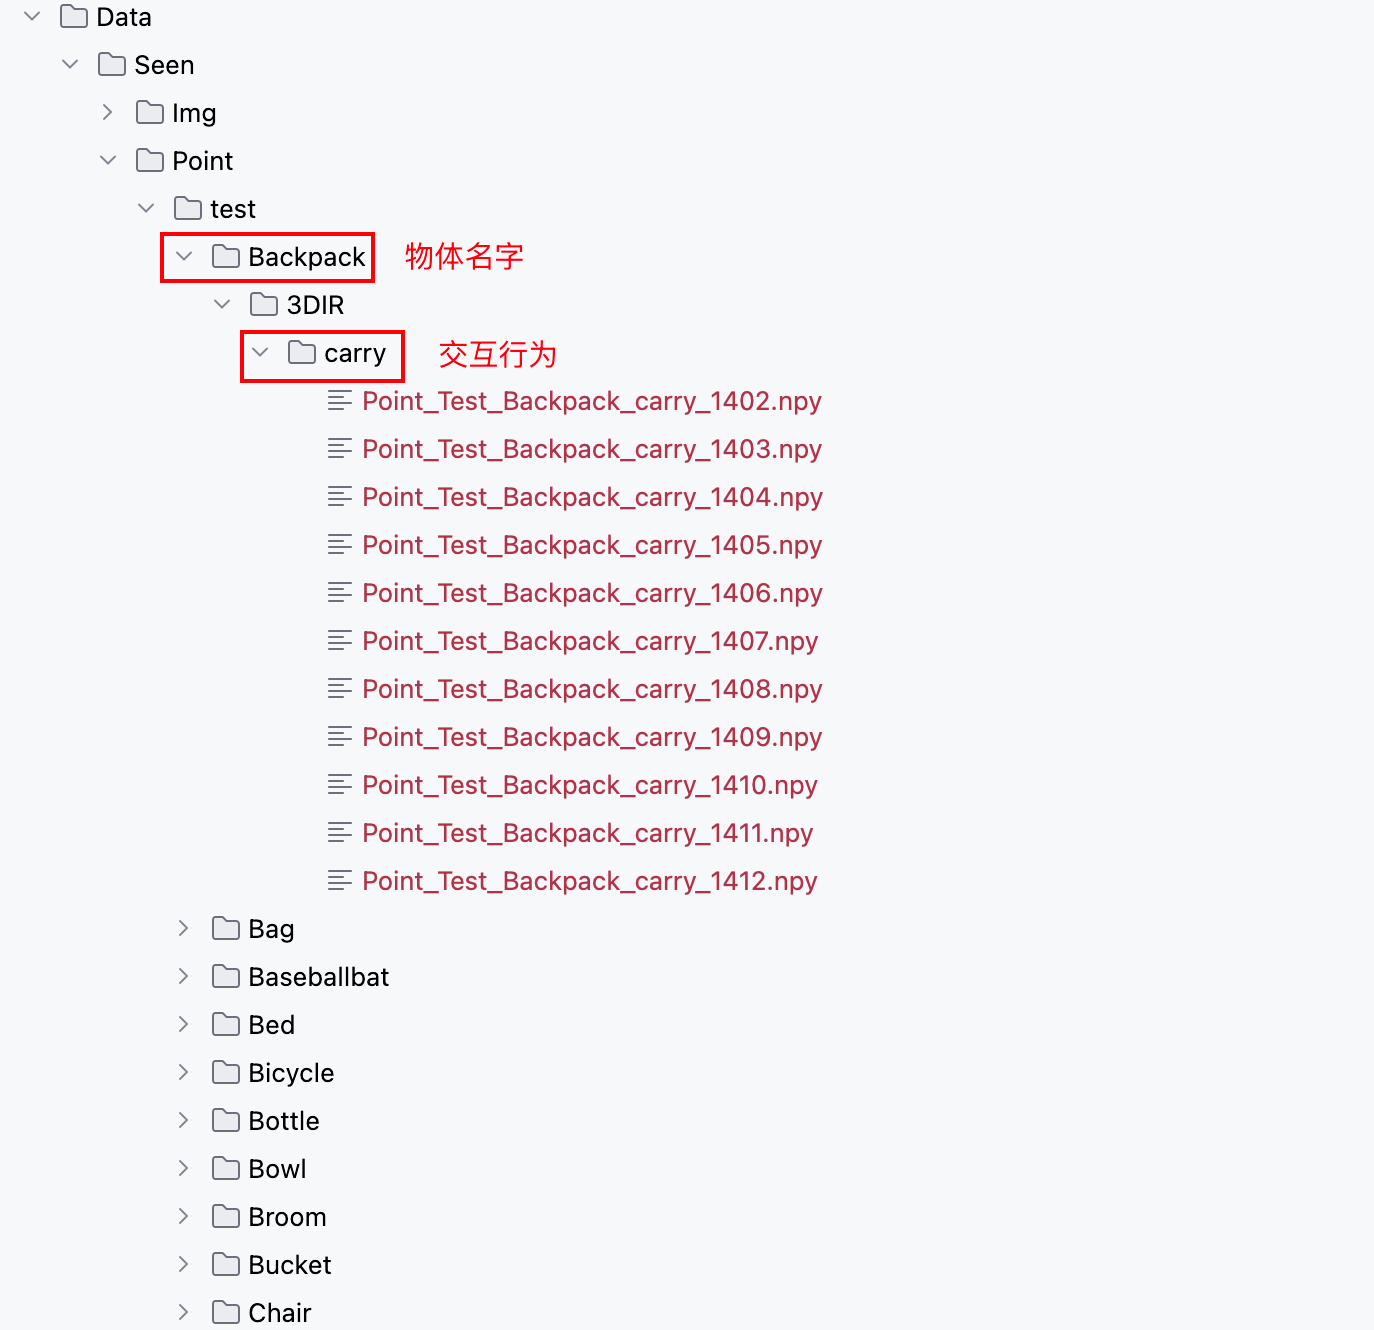 Data
Seen
Img
Point
test
Backpack 物体名字
3DIR
carry 交互行为
Point_Test_Backpack_carry_1402.npy
Point_Test_Backpack_carry_1403.npy
Point_Test_Backpack_carry_1404.npy
Point_Test_Backpack_carry_1405.npy
Point_Test_Backpack_carry_1406.npy
Point_Test_Backpack_carry_1407.npy
Point_Test_Backpack_carry_1408.npy
Point_Test_Backpack_carry_1409.npy
Point_Test_Backpack_carry_1410.npy
Point_Test_Backpack_carry_1411.npy
Point_Test_Backpack_carry_1412.npy
Bag
Baseballbat
Bed
Bicycle
Bottle
Bowl
Broom
Bucket
Chair